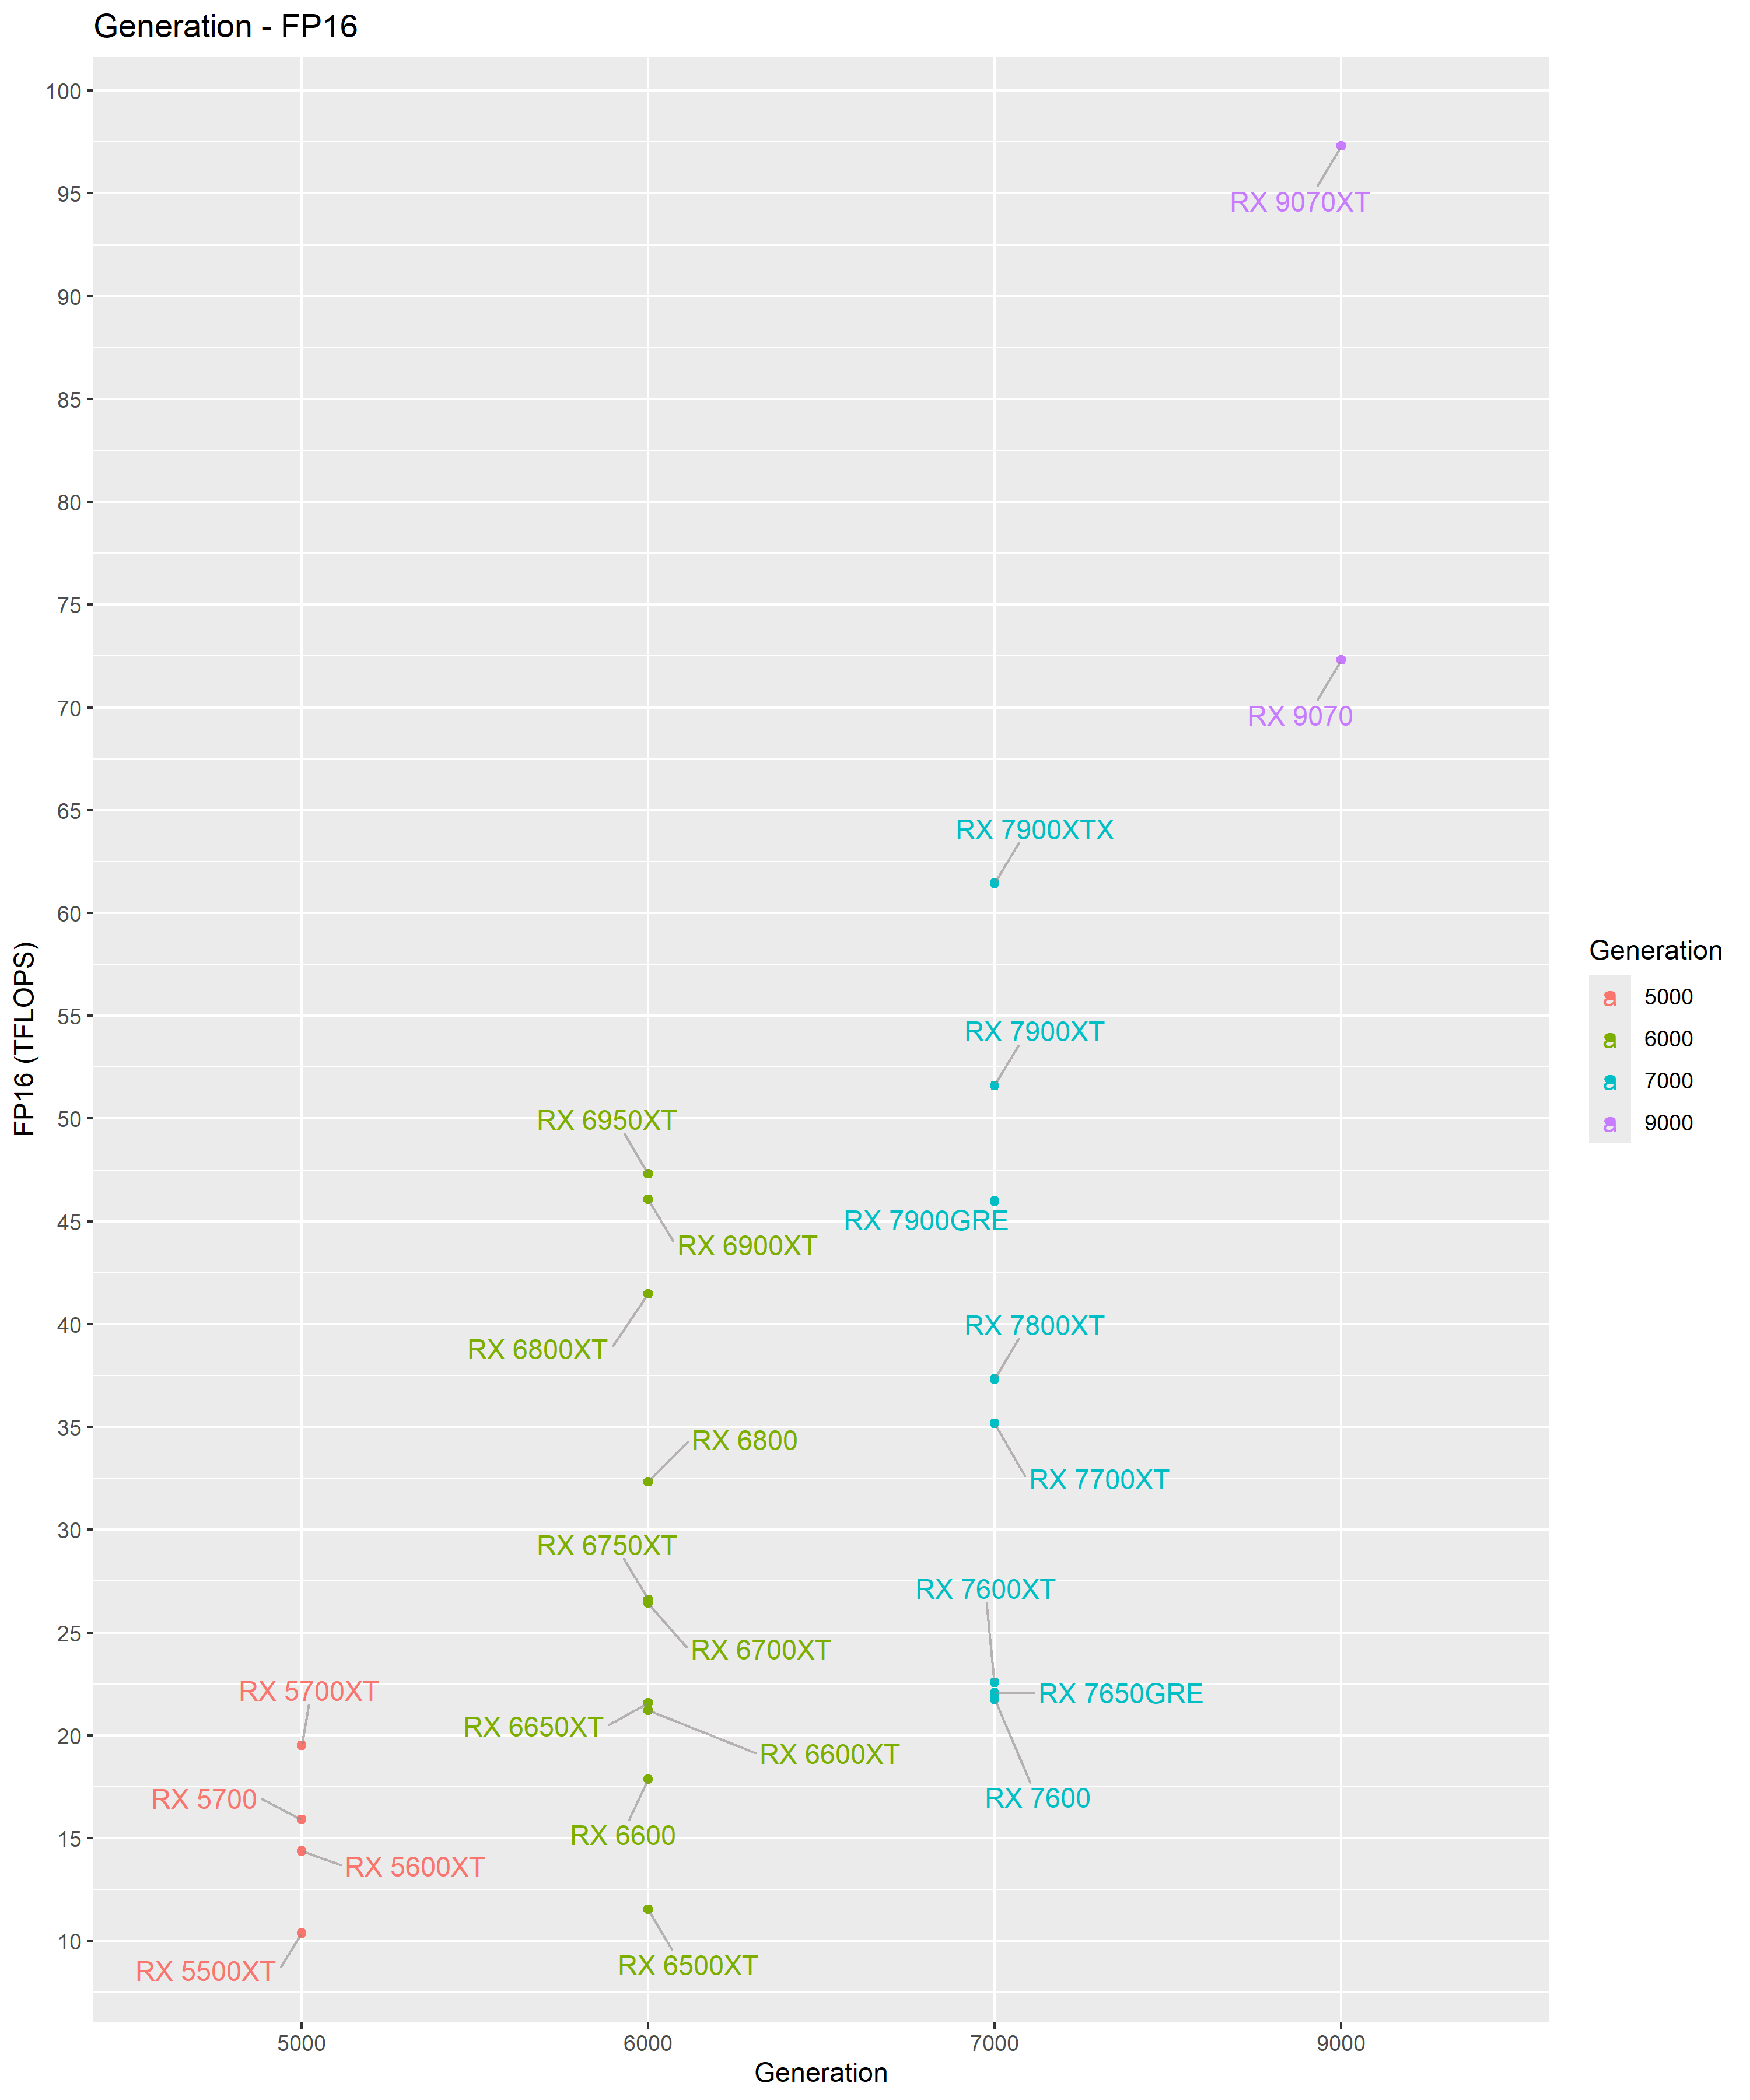 Generation - FP16
100
95
90
85
80
75
70
65
60
55
50
45
40
35
30
25
20
15
10
FP16 (TFLOPS)
RX 9070XT
RX 9070
RX 7900XTX
RX 7900XT
RX 6950XT
RX 7900GRE
RX 6900XT
RX 7800XT
RX 6800XT
RX 6800
RX 7700XT
RX 6750XT
RX 7600XT
RX 6700XT
RX 5700XT
RX 7650GRE
RX 6650XT
RX 6600XT
RX 5700
RX 7600
RX 6600
RX 5600XT
RX 6500XT
RX 5500XT
5000
6000
7000
9000
Generation
Generation
a 5000
a 6000
a 7000
a 9000